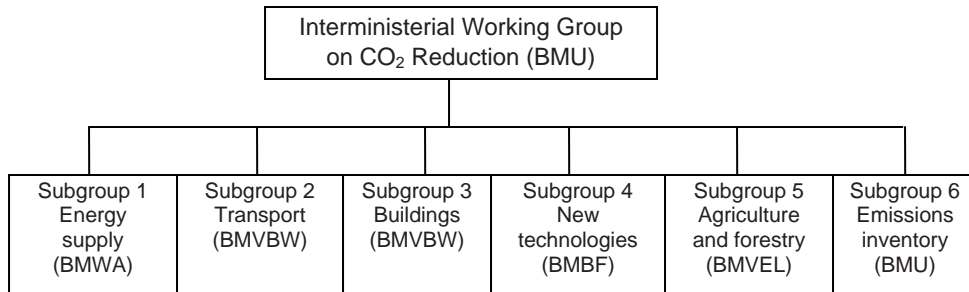 Interministerial Working Group
on CO₂ Reduction (BMU)
Subgroup 1
Energy
supply
(BMWA)
Subgroup 2
Transport
(BMVBW)
Subgroup 3
Buildings
(BMVBW)
Subgroup 4
New
technologies
(BMBF)
Subgroup 5
Agriculture
and forestry
(BMVEL)
Subgroup 6
Emissions
inventory
(BMU)